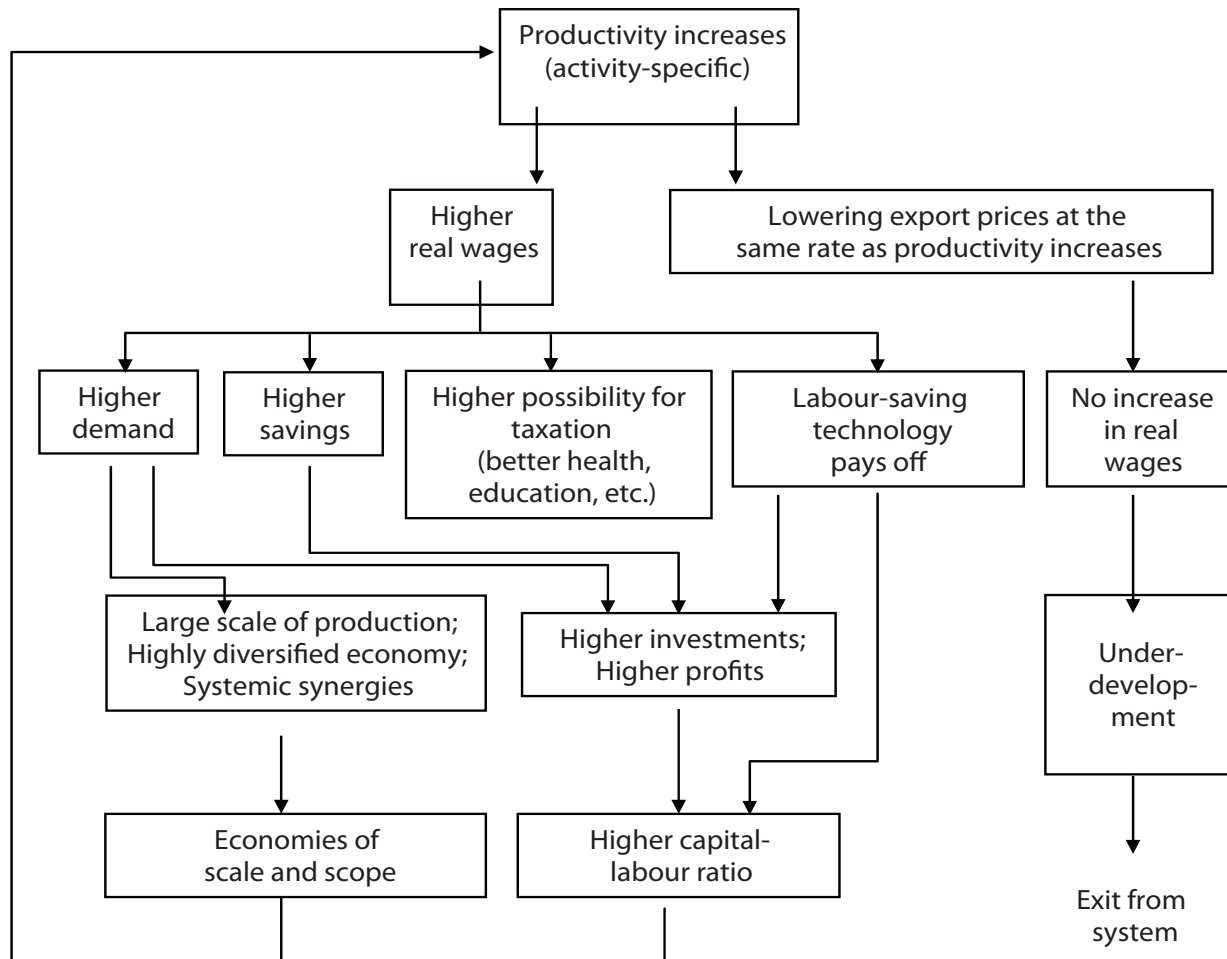 Productivity increases
(activity-specific)
Higher
real wages
Lowering export prices at the
same rate as productivity increases
Higher
demand
Higher
savings
Higher possibility for
taxation
(better health,
education, etc.)
Labour-saving
technology
pays off
No increase
in real
wages
Large scale of production;
Highly diversified economy;
Systemic synergies
Higher investments;
Higher profits
Under-
develop-
ment
Economies of
scale and scope
Higher capital-
labour ratio
Exit from
system